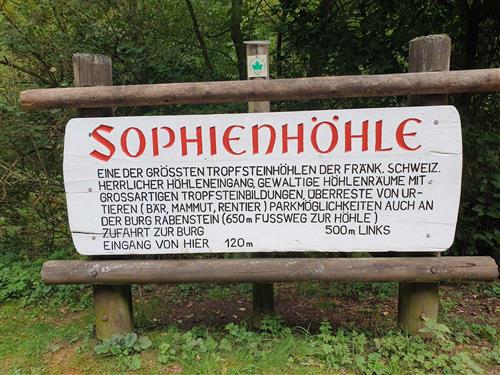 SOPHIENHÖHLE
EINE DER GRÖSSTEN TROPFSTEINHÖHLEN DER FRÄNK. SCHWEIZ.
HERRLICHER HÖHLENEINGANG, GEWALTIGE HÖHLENRÄUME MIT
GROSSARTIGEN TROPFSTEINBILDUNGEN, ÜBERRESTE VON UR-
TIEREN (BÄR, MAMMUT, RENTIER) PARKMÖGLICHKEITEN AUCH AN
DER BURG RABENSTEIN (650m FUSSWEG ZUR HÖHLE)
ZUFAHRT ZUR BURG 500m LINKS
EINGANG VON HIER 120m